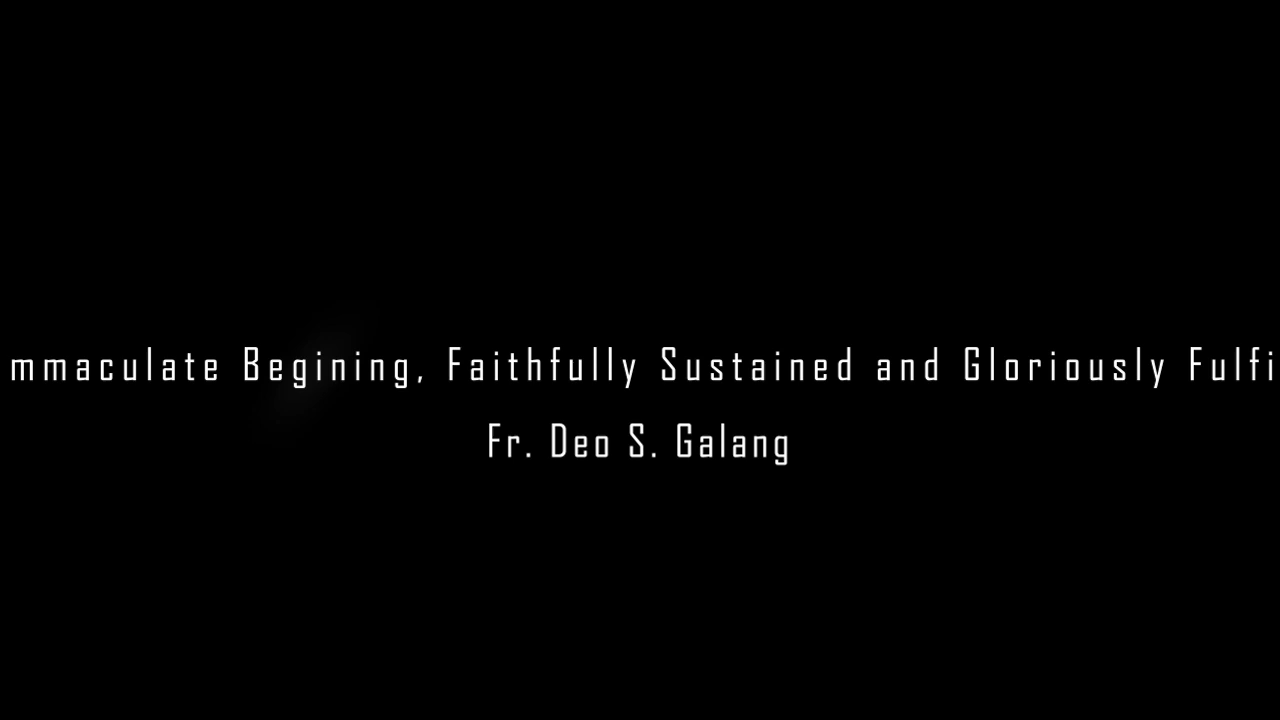 mmaculate Begining, Faithfully Sustained and Gloriously Fulfi
Fr. Deo S. Galang